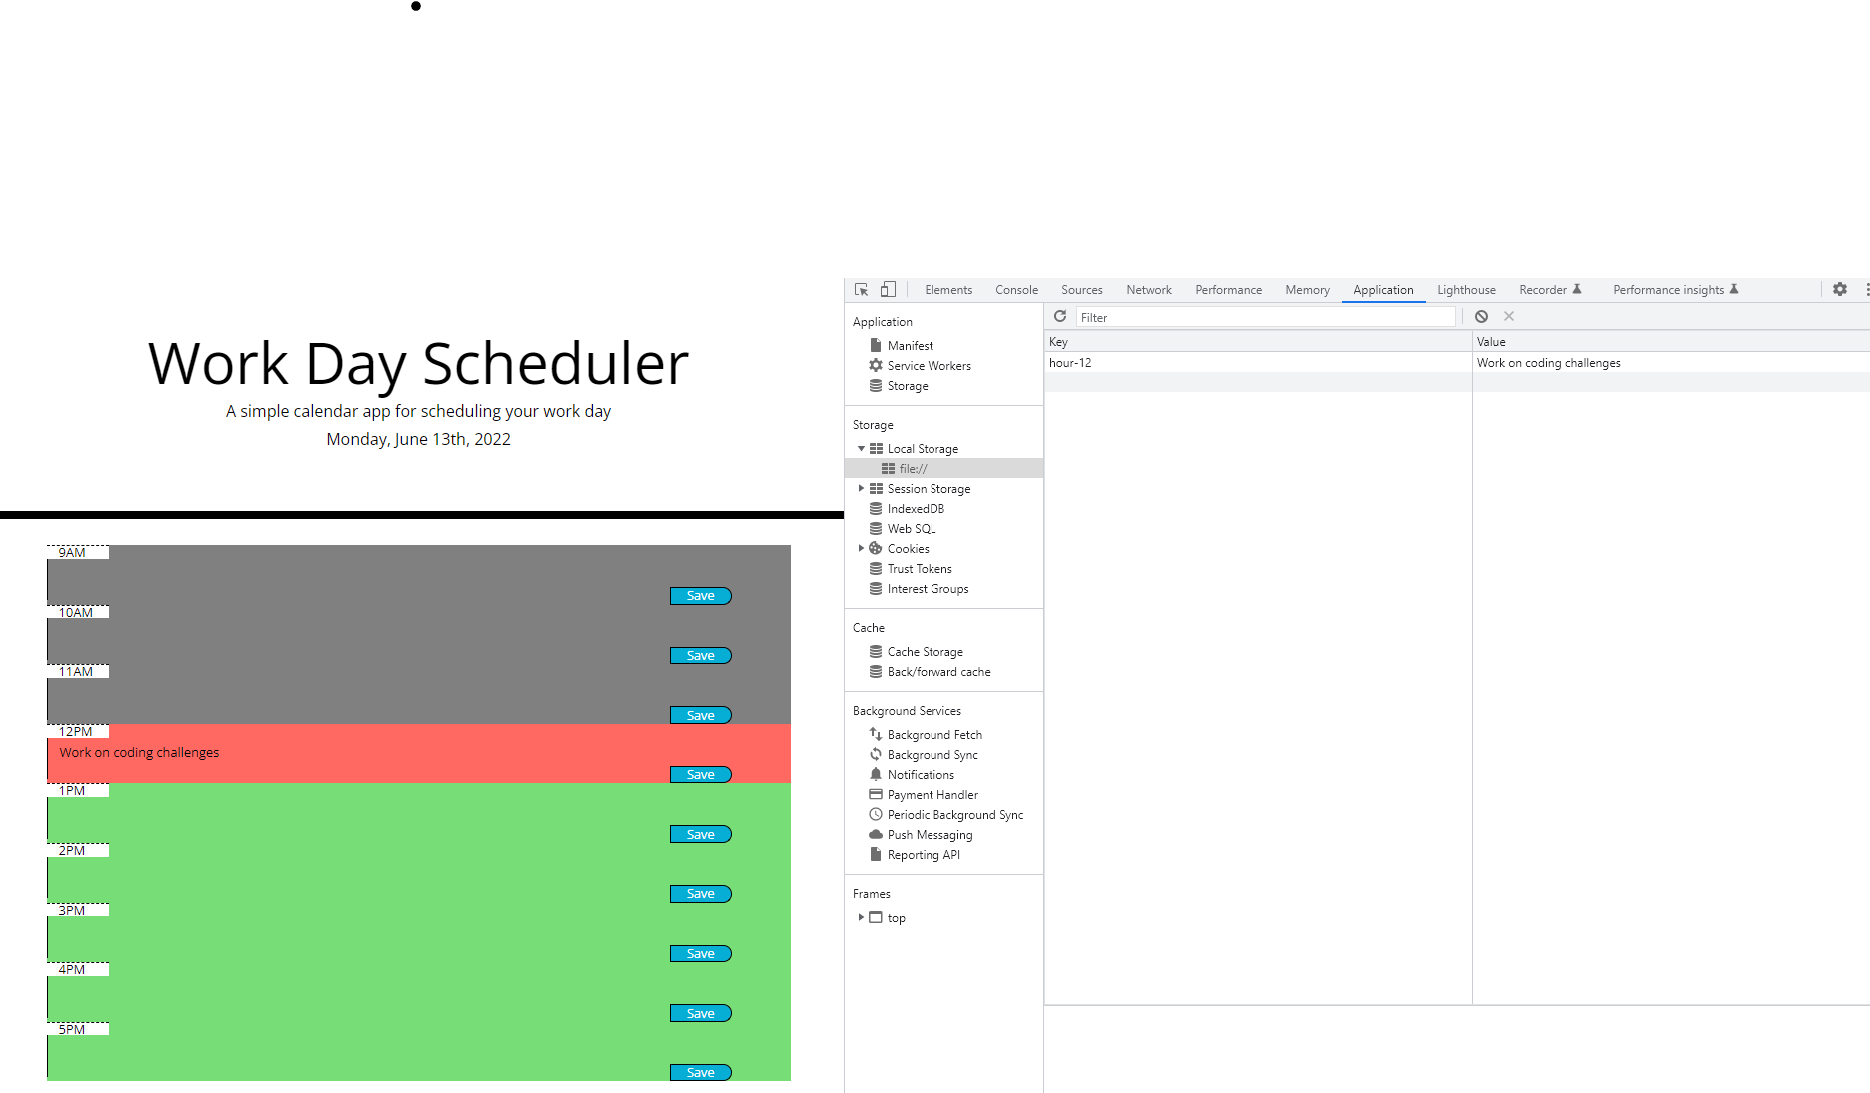 Work Day Scheduler
A simple calendar app for scheduling your work day
Monday, June 13th, 2022
9AM
Save
10AM
Save
11AM
Save
12PM
Work on coding challenges
Save
1PM
Save
2PM
Save
3PM
Save
4PM
Save
5PM
Save
Elements Console Sources Network Performance Memory Application Lighthouse Recorder Performance insights
Application
Manifest
Service Workers
Storage
Storage
Local Storage
file://
Session Storage
IndexedDB
Web SQL
Cookies
Trust Tokens
Interest Groups
Cache
Cache Storage
Back/forward cache
Background Services
Background Fetch
Background Sync
Notifications
Payment Handler
Periodic Background Sync
Push Messaging
Reporting API
Frames
top
Filter
Key Value
hour-12 Work on coding challenges